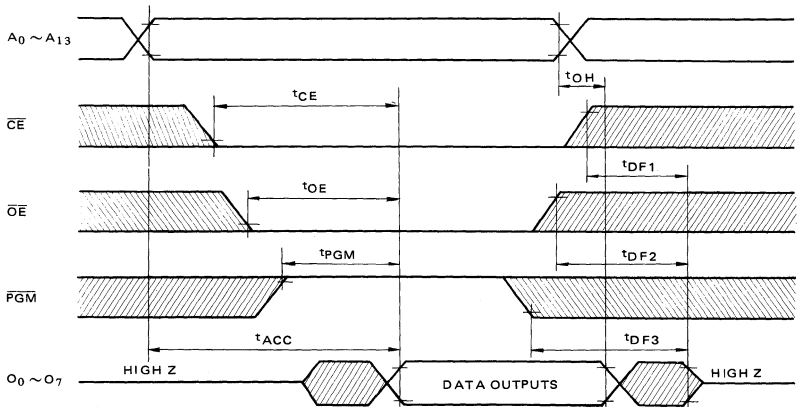 A0 ~ A13
tOH
tCE
CE
tDF1
tOE
OE
tDF2
tPGM
PGM
tACC
tDF3
HIGH Z
HIGH Z
O0 ~ O7
DATA OUTPUTS